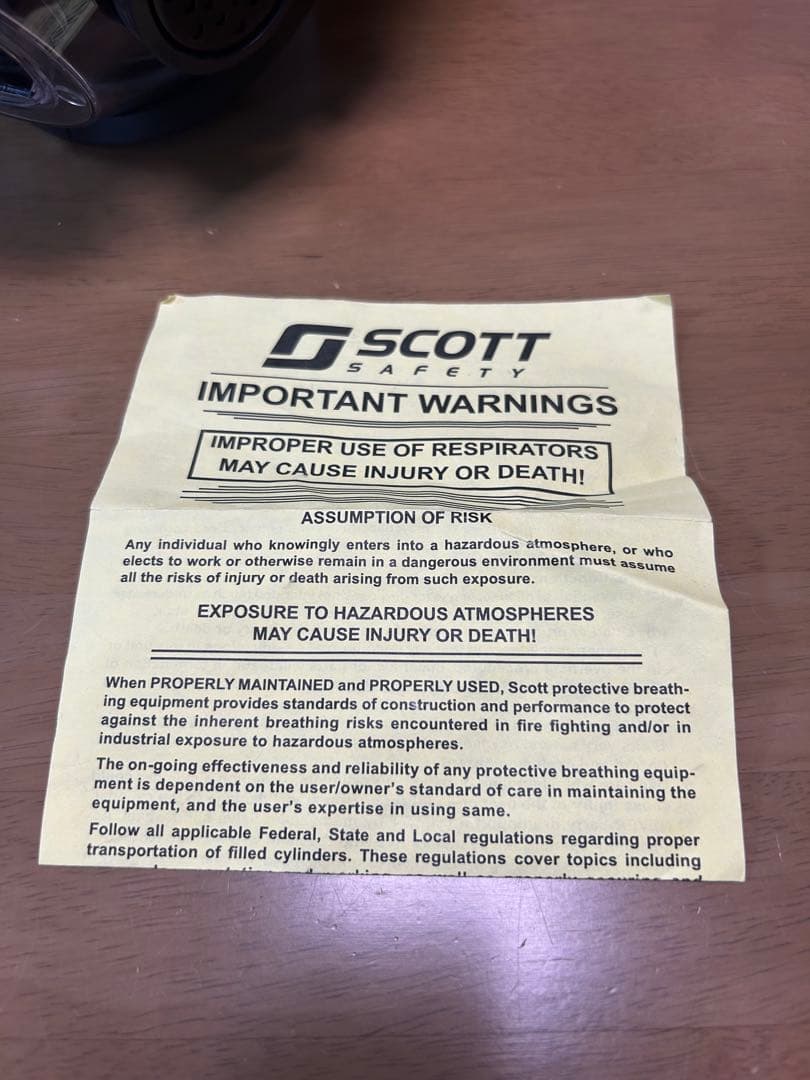 SCOTT
SAFETY
IMPORTANT WARNINGS
IMPROPER USE OF RESPIRATORS
MAY CAUSE INJURY OR DEATH!
ASSUMPTION OF RISK
Any individual who knowingly enters into a hazardous atmosphere, or who
elects to work or otherwise remain in a dangerous environment must assume
all the risks of injury or death arising from such exposure.
EXPOSURE TO HAZARDOUS ATMOSPHERES
MAY CAUSE INJURY OR DEATH!
When PROPERLY MAINTAINED and PROPERLY USED, Scott protective breath-
ing equipment provides standards of construction and performance to protect
against the inherent breathing risks encountered in fire fighting and/or in
industrial exposure to hazardous atmospheres.
The on-going effectiveness and reliability of any protective breathing equip-
ment is dependent on the user/owner's standard of care in maintaining the
equipment, and the user's expertise in using same.
Follow all applicable Federal, State and Local regulations regarding proper
transportation of filled cylinders. These regulations cover topics including